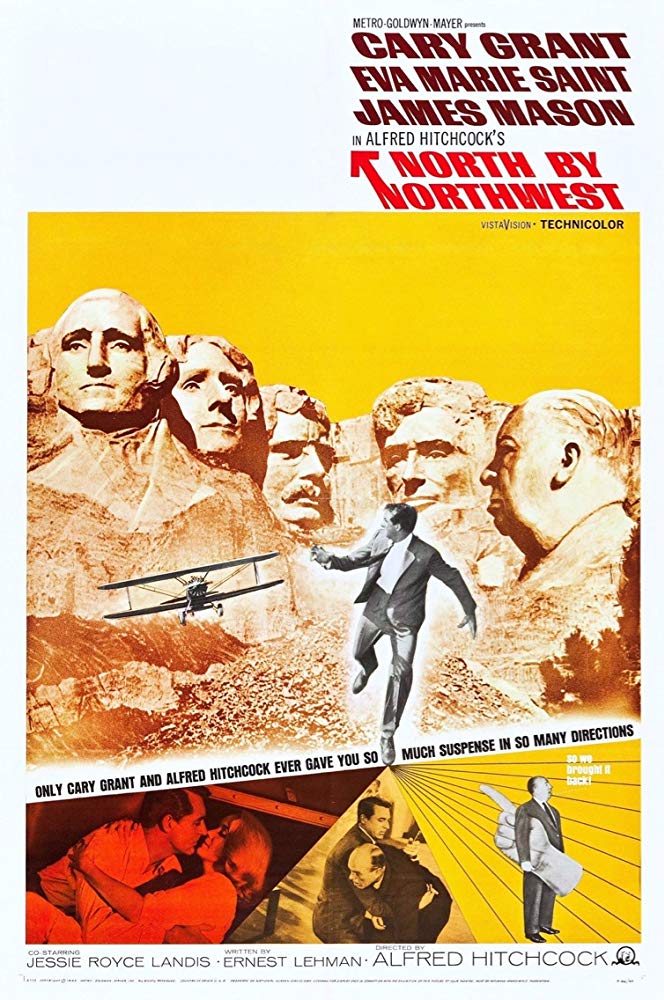 METRO-GOLDWYN-MAYER presents
CARY GRANT
EVA MARIE SAINT
JAMES MASON
IN ALFRED HITCHCOCK'S
NORTH BY
NORTHWEST
VISTAVISION • TECHNICOLOR
ONLY CARY GRANT AND ALFRED HITCHCOCK EVER GAVE YOU SO MUCH SUSPENSE IN SO MANY DIRECTIONS
so we
brought it
back!
CO-STARRING
JESSIE ROYCE LANDIS •
WRITTEN BY
ERNEST LEHMAN •
DIRECTED BY
ALFRED HITCHCOCK